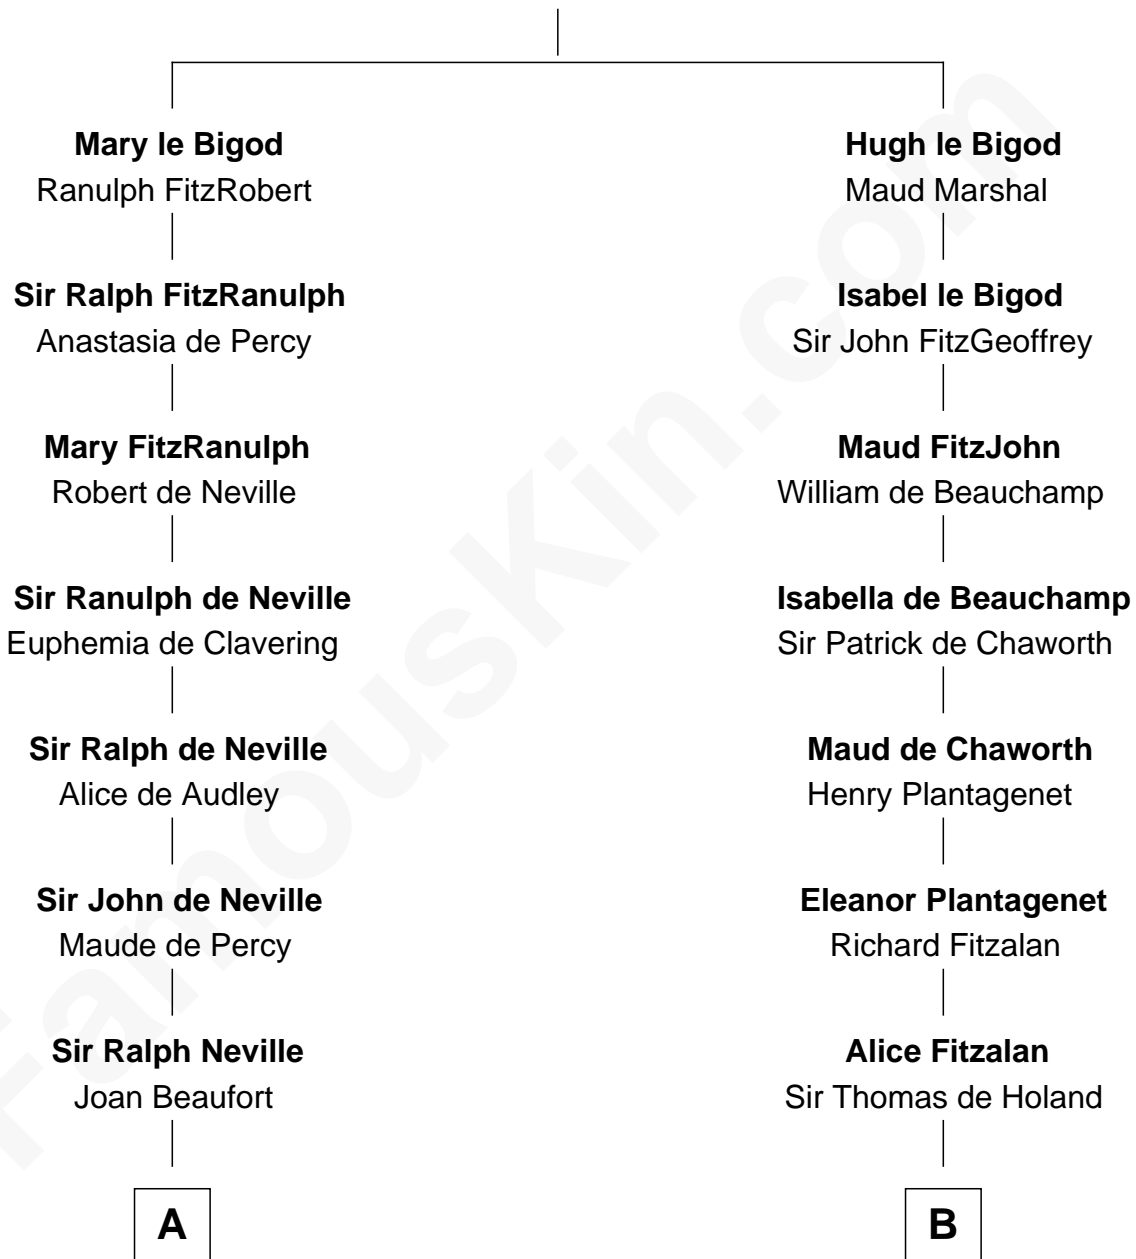 Mary le Bigod
Ranulph FitzRobert
Sir Ralph FitzRanulph
Anastasia de Percy
Mary FitzRanulph
Robert de Neville
Sir Ranulph de Neville
Euphemia de Clavering
Sir Ralph de Neville
Alice de Audley
Sir John de Neville
Maude de Percy
Sir Ralph Neville
Joan Beaufort
A
Hugh le Bigod
Maud Marshal
Isabel le Bigod
Sir John FitzGeoffrey
Maud FitzJohn
William de Beauchamp
Isabella de Beauchamp
Sir Patrick de Chaworth
Maud de Chaworth
Henry Plantagenet
Eleanor Plantagenet
Richard Fitzalan
Alice Fitzalan
Sir Thomas de Holand
B
FamousKin.com